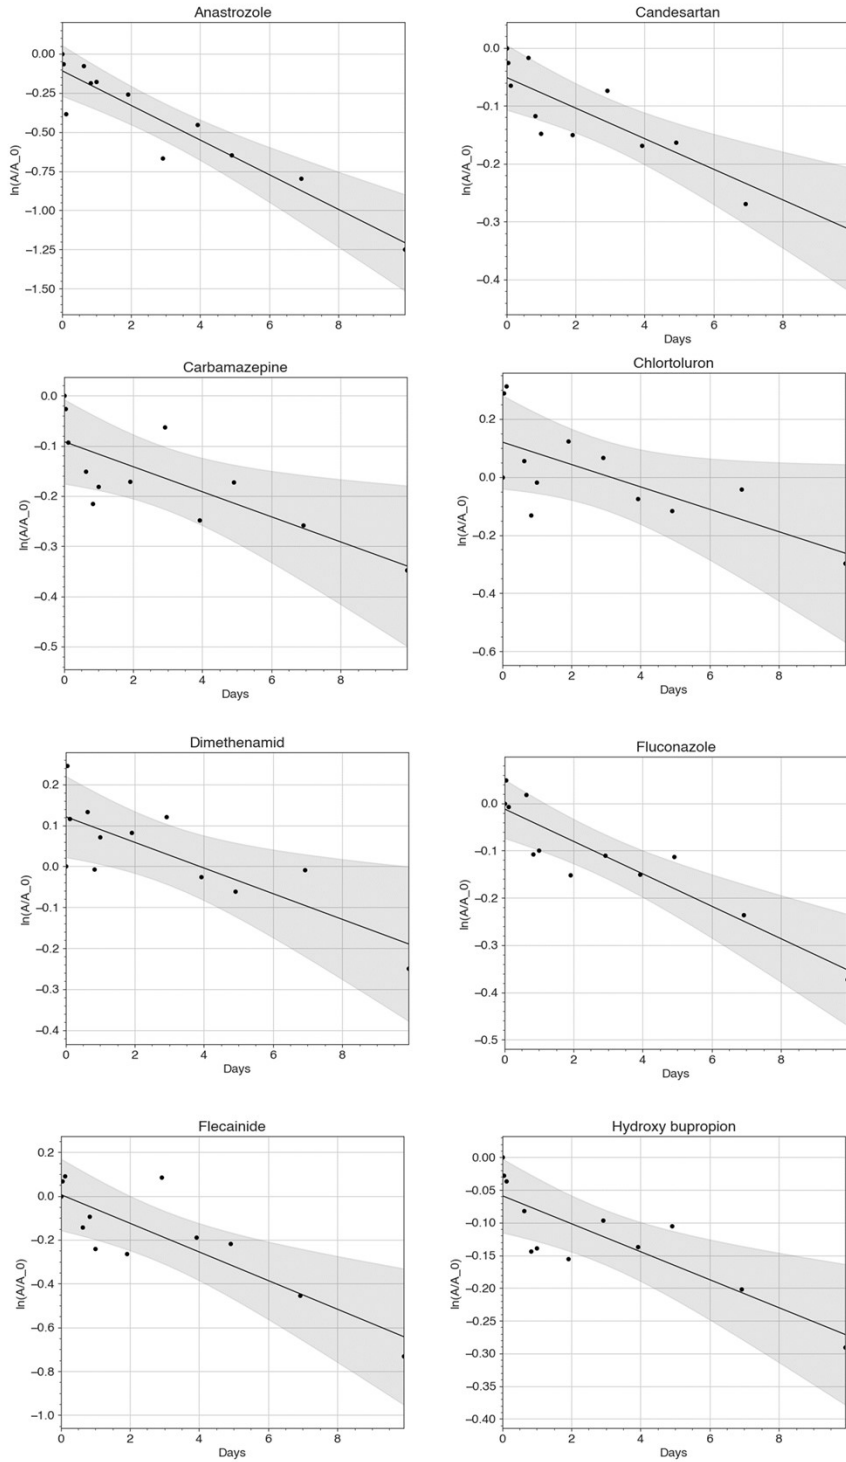 Anastrozole
ln(A/A_0)
0.00
−0.25
−0.50
−0.75
−1.00
−1.25
−1.50
0 2 4 6 8
Candesartan
ln(A/A_0)
0.0
−0.1
−0.2
−0.3
−0.4
0 2 4 6 8
Days
Carbamazepine
ln(A/A_0)
0.0
−0.1
−0.2
−0.3
−0.4
−0.5
0 2 4 6 8
Days
Chlortoluron
ln(A/A_0)
0.2
0.0
−0.2
−0.4
−0.6
0 2 4 6 8
Days
Dimethenamid
ln(A/A_0)
0.2
0.1
0.0
−0.1
−0.2
−0.3
−0.4
0 2 4 6 8
Days
Fluconazole
ln(A/A_0)
0.0
−0.1
−0.2
−0.3
−0.4
−0.5
0 2 4 6 8
Days
Flecainide
ln(A/A_0)
0.2
0.0
−0.2
−0.4
−0.6
−0.8
−1.0
0 2 4 6 8
Days
Hydroxy bupropion
ln(A/A_0)
0.00
−0.05
−0.10
−0.15
−0.20
−0.25
−0.30
−0.35
−0.40
0 2 4 6 8
Days